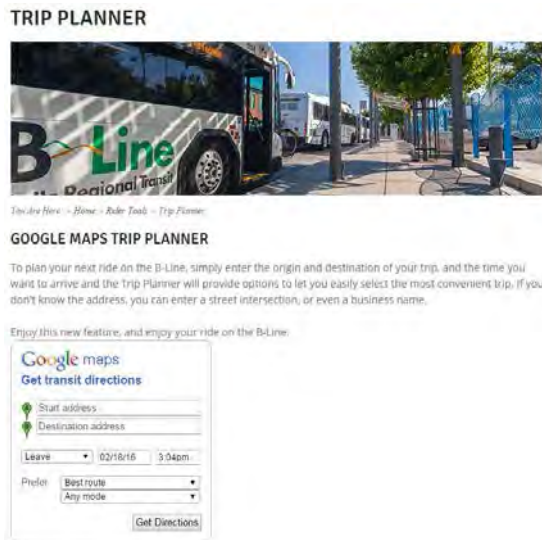 TRIP PLANNER
B-Line
Regional Transit
You Are Here: > Home > Rider Tools > Trip Planner
GOOGLE MAPS TRIP PLANNER
To plan your next ride on the B-Line, simply enter the origin and destination of your trip, and the time you
want to arrive and the Trip Planner will provide options to let you easily select the most convenient trip. If you
don't know the address, you can enter a street intersection, or even a business name.
Enjoy this new feature, and enjoy your ride on the B-Line.
Google maps
Get transit directions
Start address
Destination address
Leave 02/18/16 3:04pm
Prefer Best route
Any mode
Get Directions